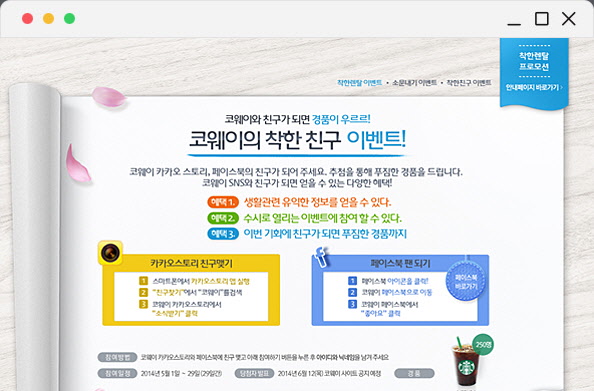 착한렌탈
프로모션
안내페이지 바로가기 >
착한렌탈 이벤트 • 소문내기 이벤트 • 착한친구 이벤트
코웨이와 친구가 되면 경품이 우르르!
코웨이의 착한 친구 이벤트!
코웨이 카카오 스토리, 페이스북의 친구가 되어 주세요. 추첨을 통해 푸짐한 경품을 드립니다.
코웨이 SNS와 친구가 되면 얻을 수 있는 다양한 혜택!
혜택 1. 생활관련 유익한 정보를 얻을 수 있다.
혜택 2. 수시로 열리는 이벤트에 참여 할 수 있다.
혜택 3. 이번 기회에 친구가 되면 푸짐한 경품까지
카카오스토리 친구맺기
1 스마트폰에서 카카오스토리 앱 실행
2 "친구찾기"에서 "코웨이"를 검색
3 코웨이 카카오스토리에서
"소식받기" 클릭
페이스북 팬 되기
1 페이스북 아이콘을 클릭!
2 코웨이 페이스북으로 이동
3 코웨이 페이스북에서
"좋아요" 클릭
페이스북
바로가기
250명
참여방법 코웨이 카카오스토리와 페이스북에 친구 맺고 아래 참여하기 버튼을 누른 후 아이디와 닉네임을 남겨 주세요
참여일정 2014년 5월 1일 ~ 29일(29일간) 당첨자 발표 2014년 6월 12(목) 코웨이 사이트 공지 예정 경품